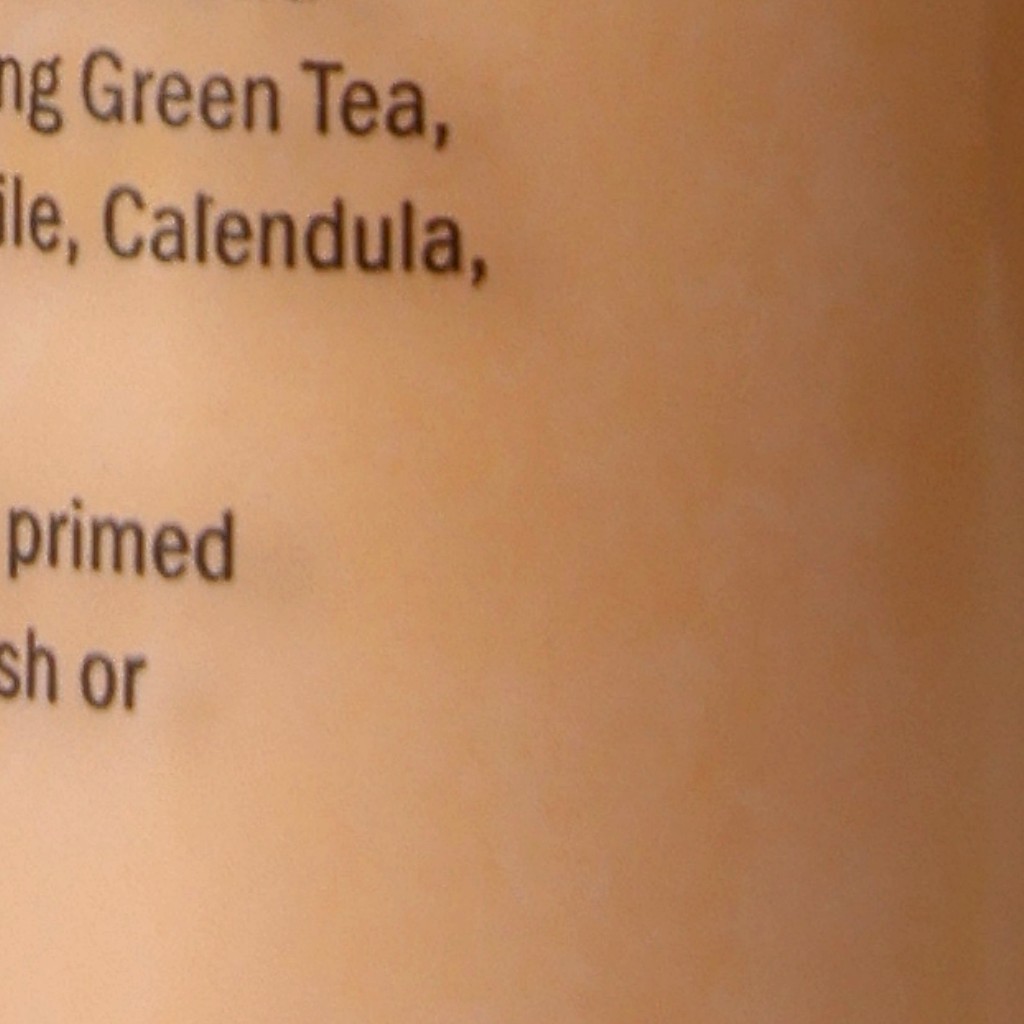 ng Green Tea,
ile, Calendula,
primed
sh or